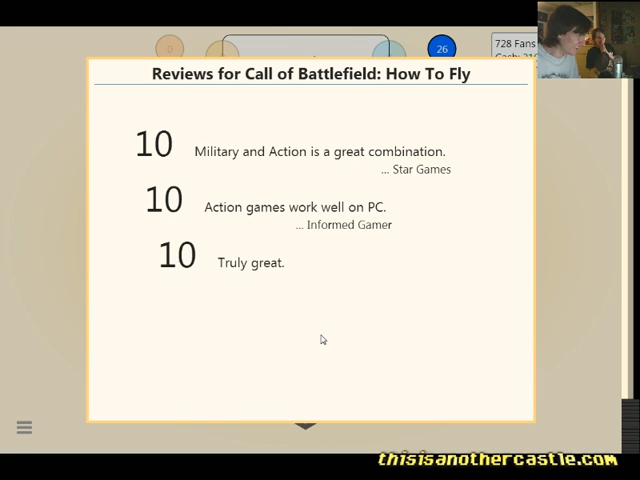 D
26
728 Fans
Reviews for Call of Battlefield: How To Fly
10 Military and Action is a great combination.
... Star Games
10 Action games work well on PC.
... Informed Gamer
10 Truly great.
thisisanothercastle.com